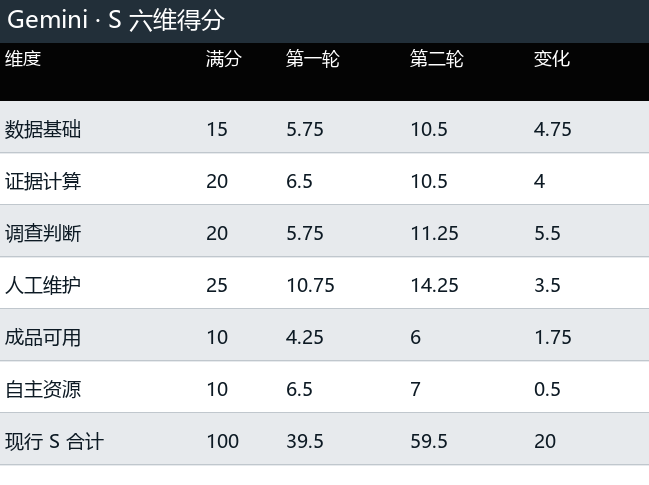 Gemini · S 六维得分
维度 满分 第一轮 第二轮 变化
数据基础 15 5.75 10.5 4.75
证据计算 20 6.5 10.5 4
调查判断 20 5.75 11.25 5.5
人工维护 25 10.75 14.25 3.5
成品可用 10 4.25 6 1.75
自主资源 10 6.5 7 0.5
现行 S 合计 100 39.5 59.5 20